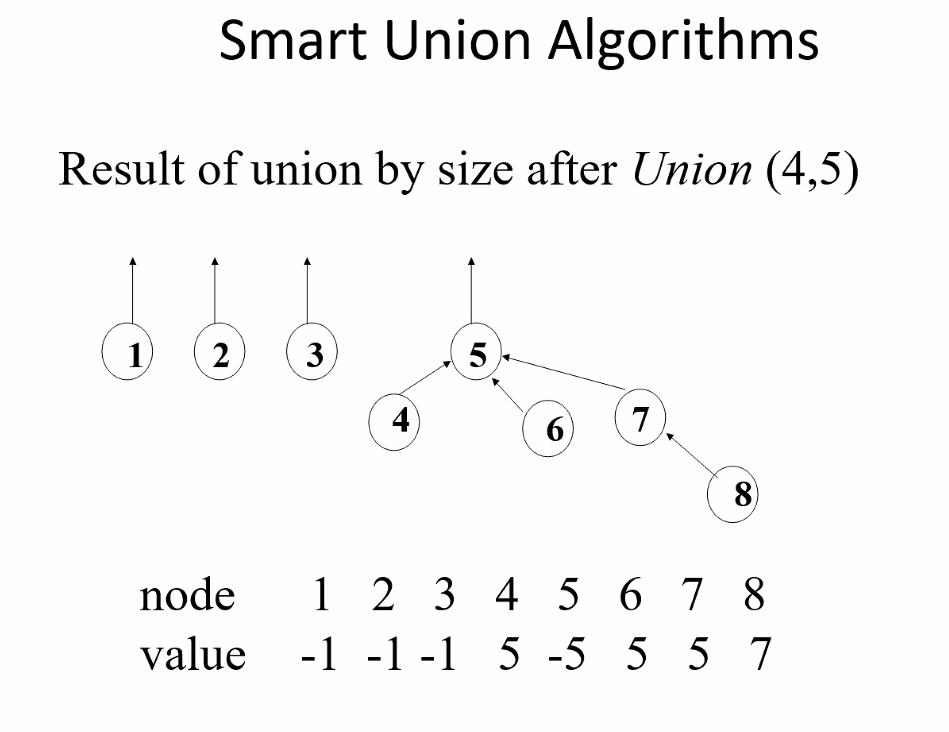 Smart Union Algorithms
Result of union by size after Union (4,5)
1 2 3 5
4 6 7
8
node 1 2 3 4 5 6 7 8
value -1 -1 -1 5 -5 5 5 7